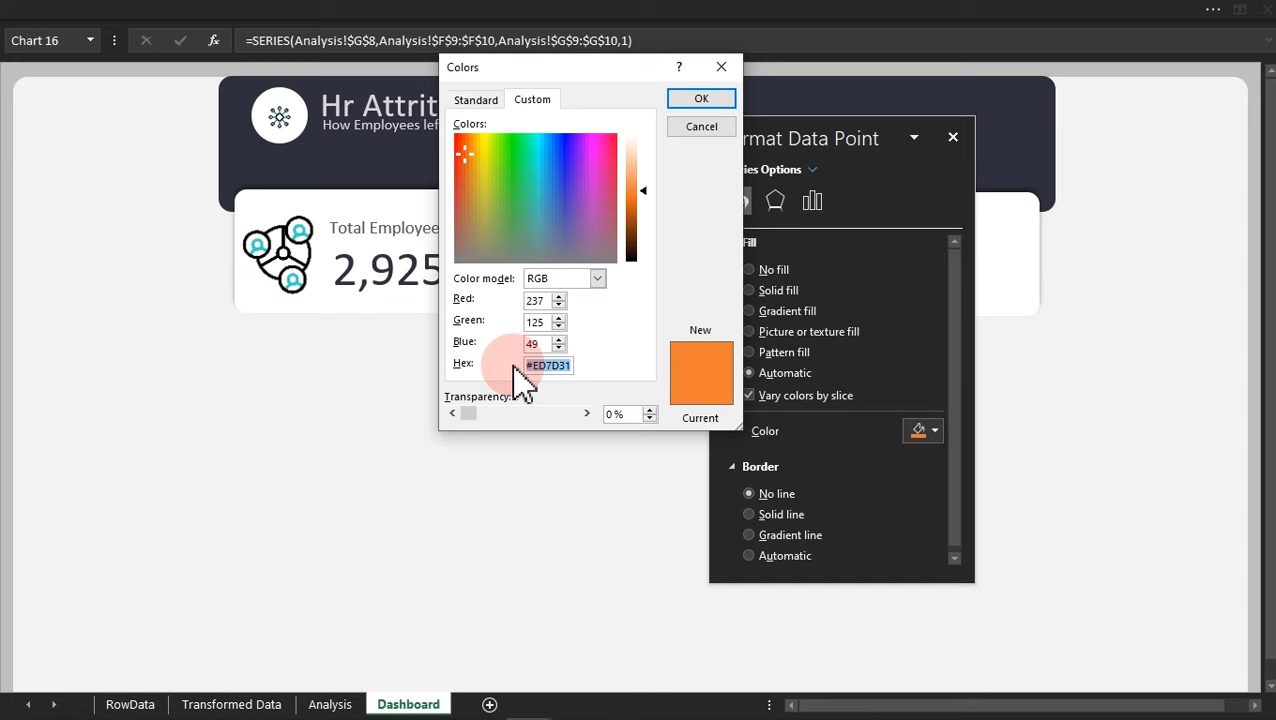 Chart 16
fx
=SERIES(Analysis!$G$8,Analysis!$F$9:$F$10,Analysis!$G$9:$G$10,1)
Colors
?
Standard
Custom
OK
Cancel
Colors:
Color model:
RGB
Red:
237
Green:
125
Blue:
49
Hex:
#ED7D31
Transparency:
0 %
New
Current
Hr Attrit
How Employees left
Total Employee
2,925
rmat Data Point
ies Options
Fill
No fill
Solid fill
Gradient fill
Picture or texture fill
Pattern fill
Automatic
Vary colors by slice
Color
Border
No line
Solid line
Gradient line
Automatic
RowData
Transformed Data
Analysis
Dashboard